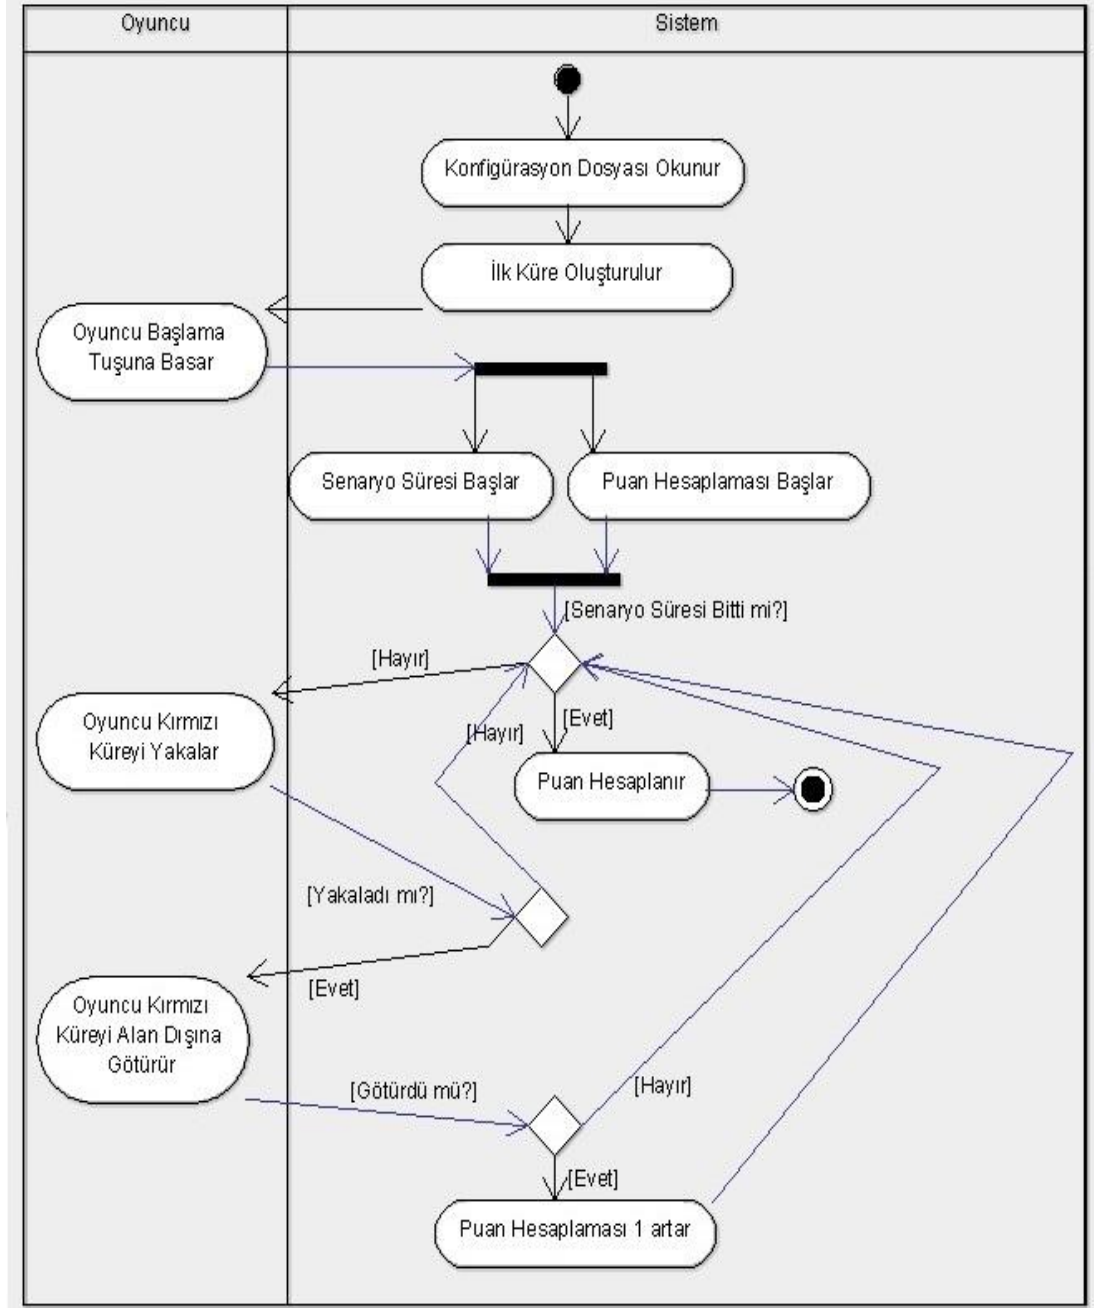 Oyuncu
Sistem
Konfigürasyon Dosyası Okunur
İlk Küre Oluşturulur
Oyuncu Başlama
Tuşuna Basar
Senaryo Süresi Başlar
Puan Hesaplaması Başlar
[Senaryo Süresi Bitti mi?]
[Hayır]
Oyuncu Kırmızı
Küreyi Yakalar
[Evet]
[Hayır]
Puan Hesaplanır
[Yakaladı mı?]
[Evet]
Oyuncu Kırmızı
Küreyi Alan Dışına
Götürür
[Götürdü mü?]
[Hayır]
[Evet]
Puan Hesaplaması 1 artar